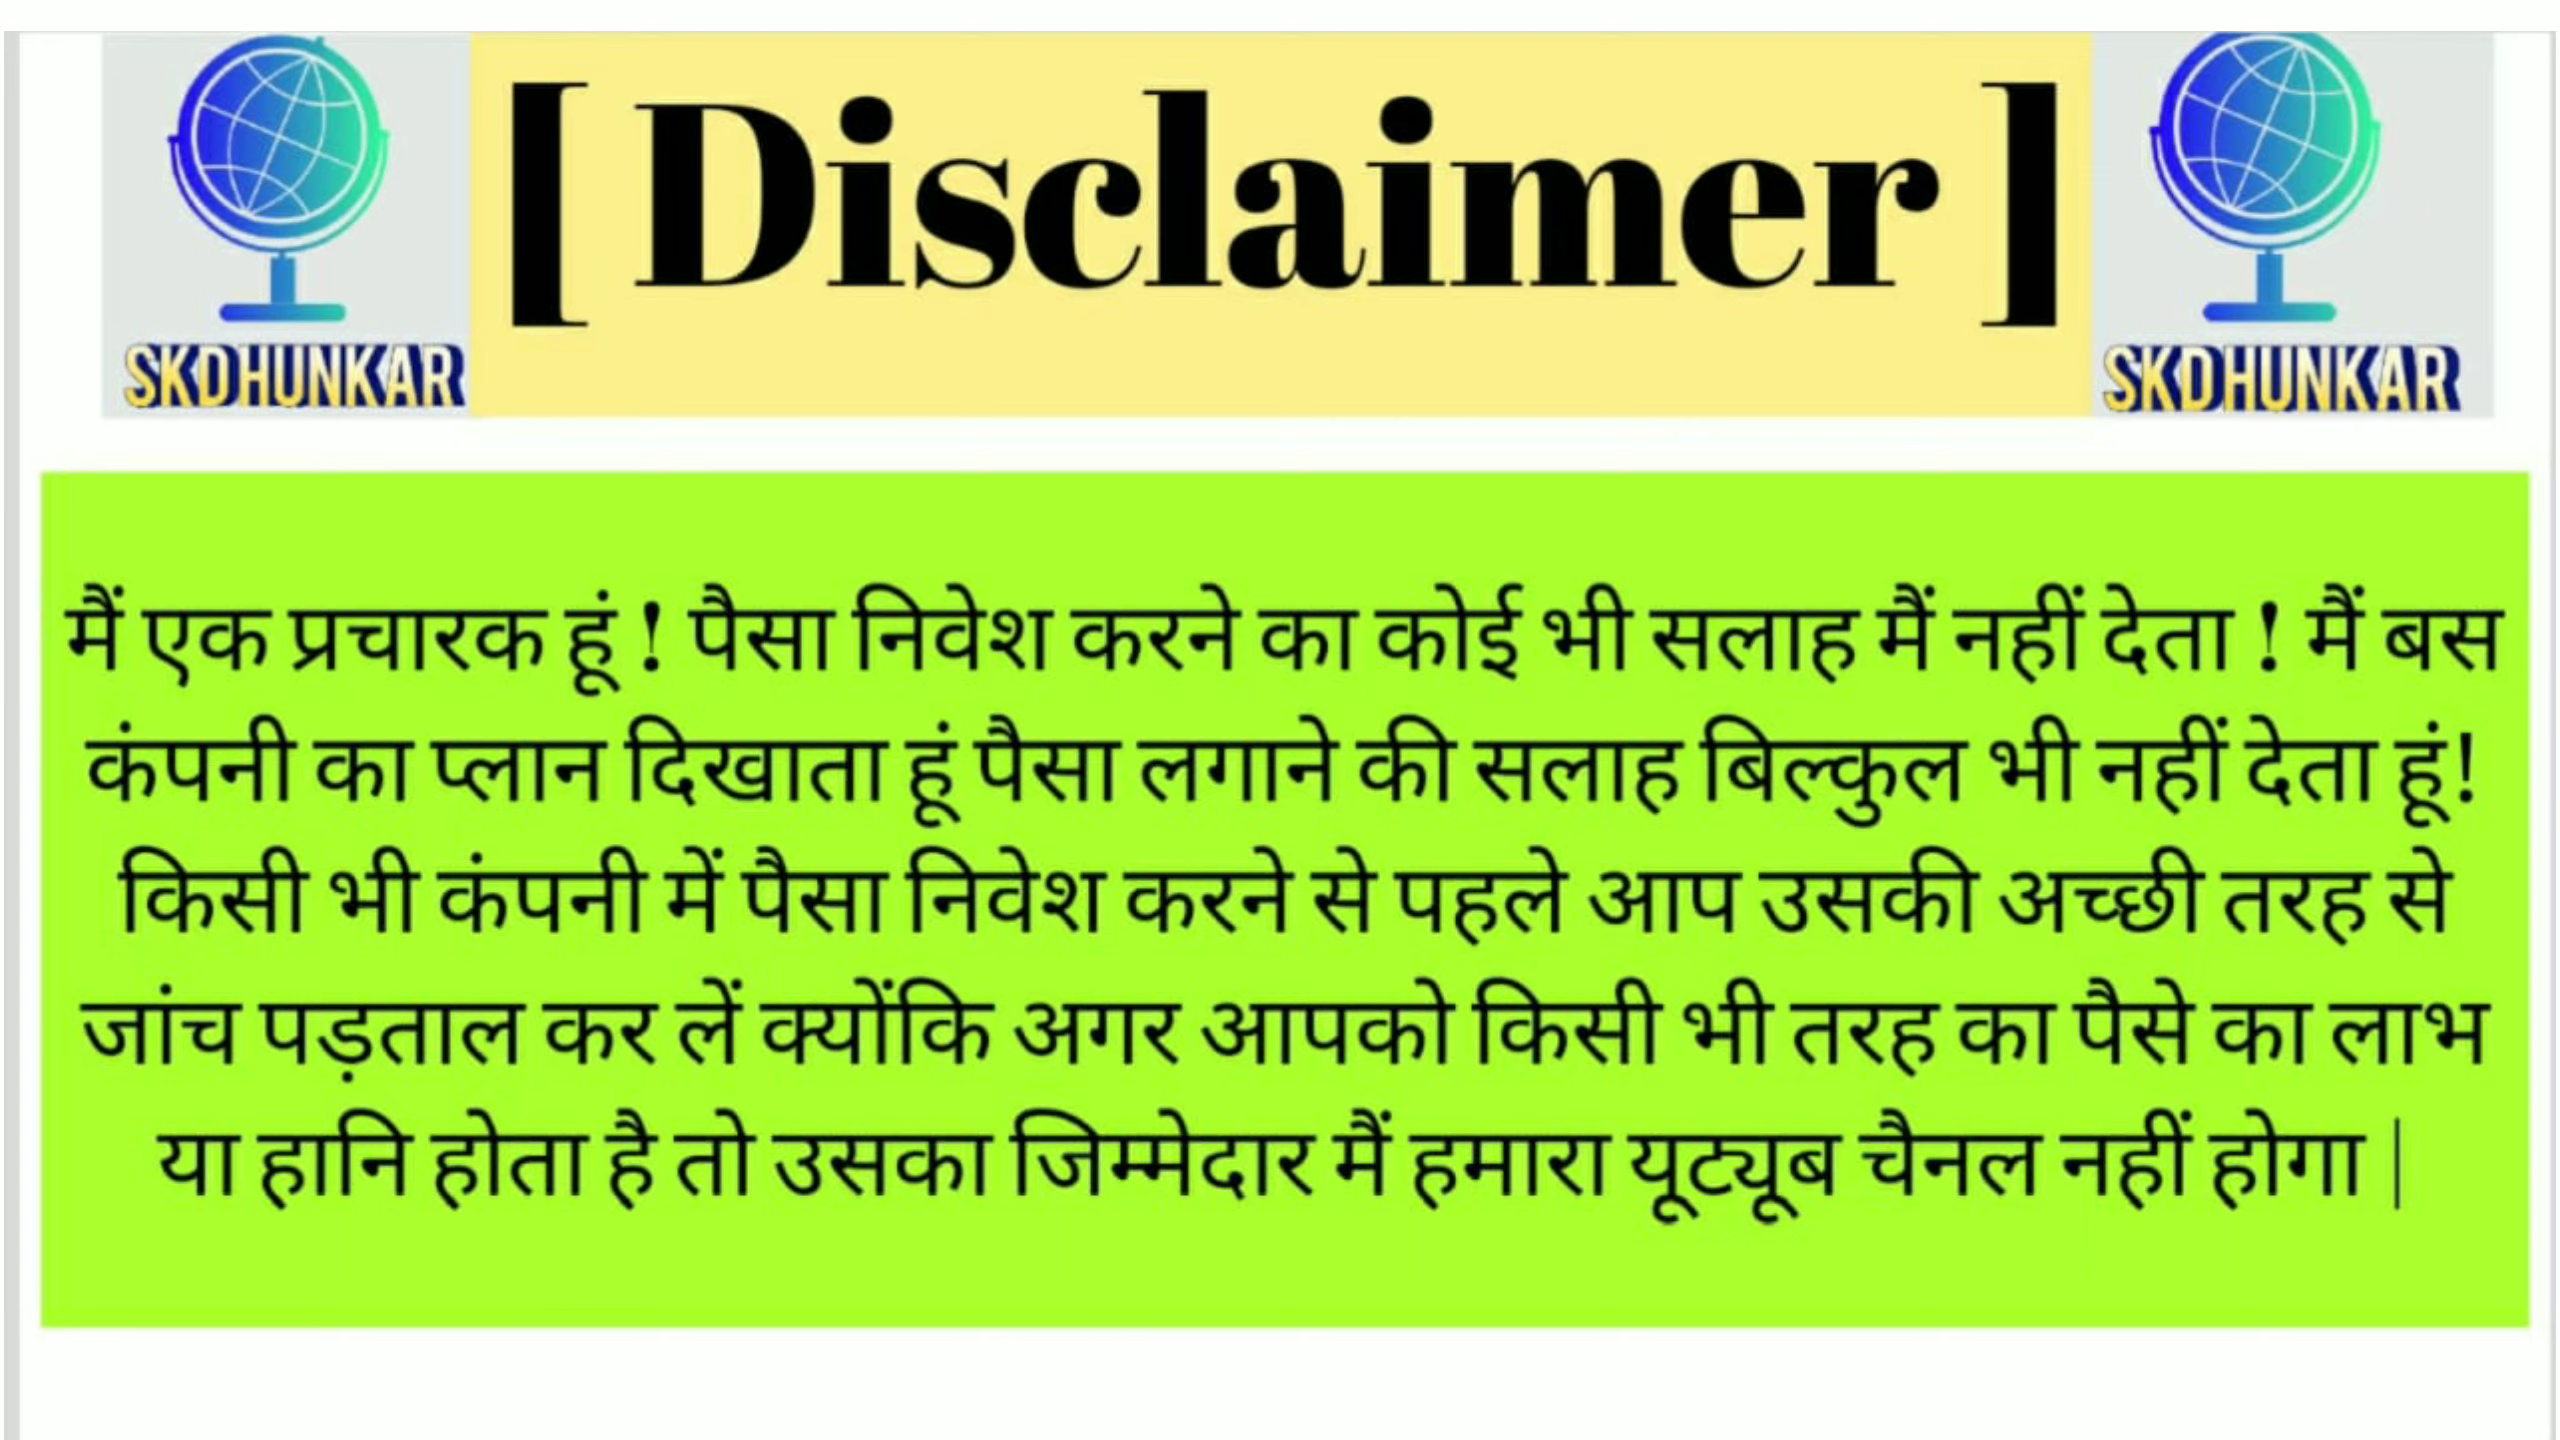 [ Disclaimer ]
SKDHUNKAR
SKDHUNKAR
मैं एक प्रचारक हूं ! पैसा निवेश करने का कोई भी सलाह मैं नहीं देता ! मैं बस
कंपनी का प्लान दिखाता हूं पैसा लगाने की सलाह बिल्कुल भी नहीं देता हूं!
किसी भी कंपनी में पैसा निवेश करने से पहले आप उसकी अच्छी तरह से
जांच पड़ताल कर लें क्योंकि अगर आपको किसी भी तरह का पैसे का लाभ
या हानि होता है तो उसका जिम्मेदार मैं हमारा यूट्यूब चैनल नहीं होगा |